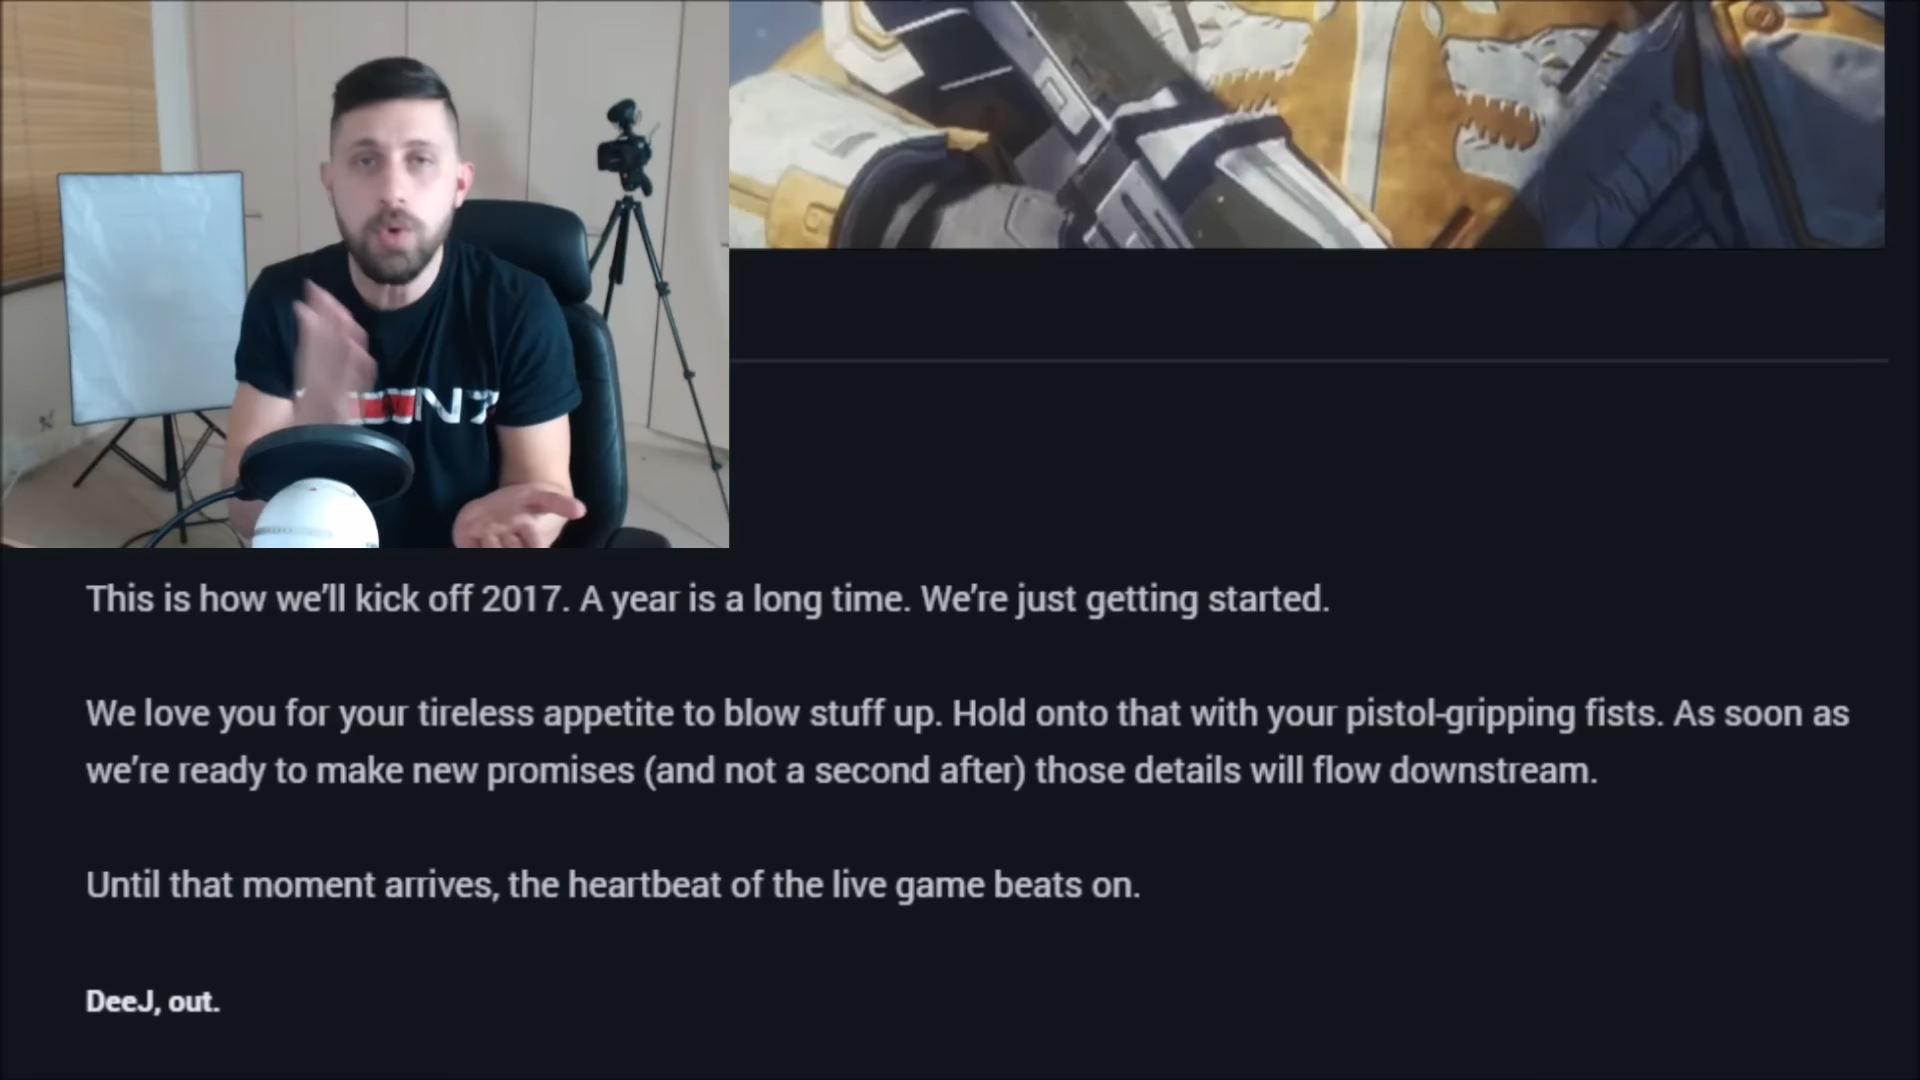 N7
This is how we'll kick off 2017. A year is a long time. We're just getting started.
We love you for your tireless appetite to blow stuff up. Hold onto that with your pistol-gripping fists. As soon as
we're ready to make new promises (and not a second after) those details will flow downstream.
Until that moment arrives, the heartbeat of the live game beats on.
DeeJ, out.